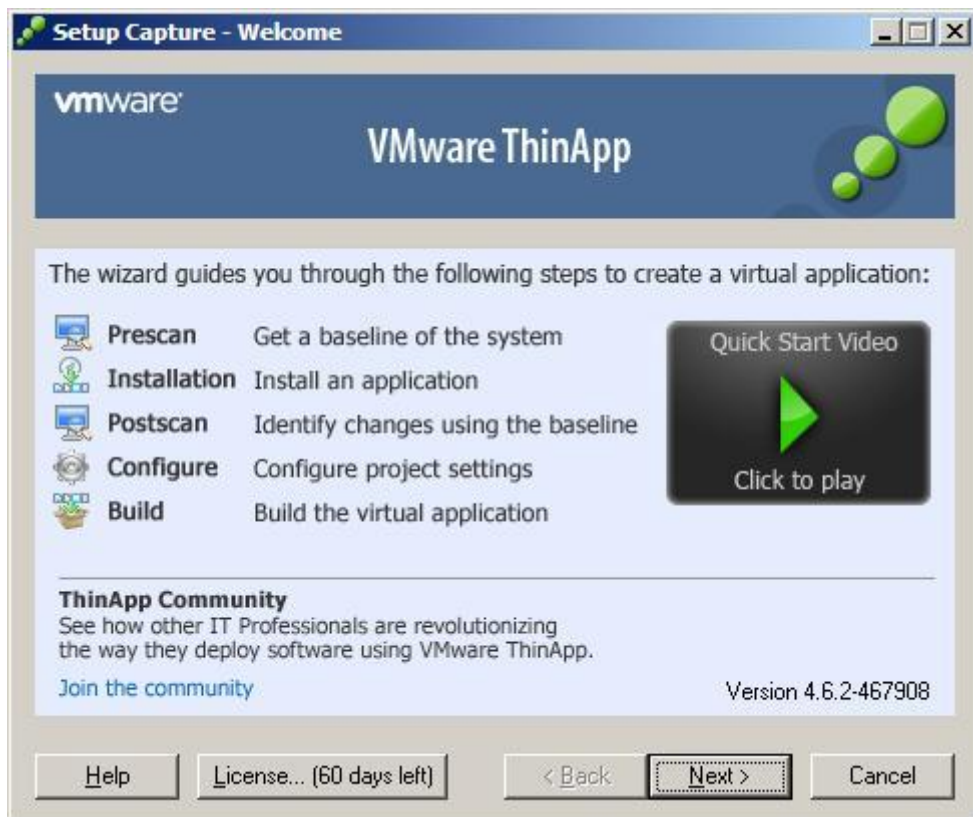 Setup Capture - Welcome
vmware
VMware ThinApp
The wizard guides you through the following steps to create a virtual application:
Prescan Get a baseline of the system
Installation Install an application
Postscan Identify changes using the baseline
Configure Configure project settings
Build Build the virtual application
Quick Start Video
Click to play
ThinApp Community
See how other IT Professionals are revolutionizing
the way they deploy software using VMware ThinApp.
Join the community
Version 4.6.2-467908
Help License... (60 days left) < Back Next > Cancel